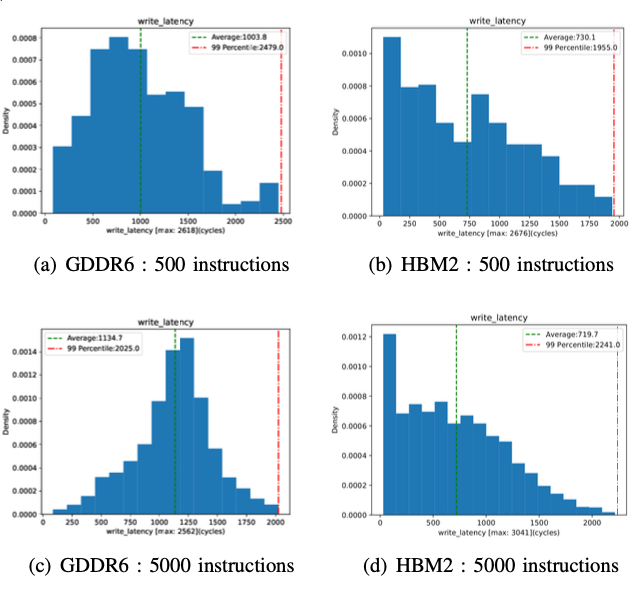 write_latency
Average:1003.8
99 Percentile:2479.0
Density
0.0008
0.0007
0.0006
0.0005
0.0004
0.0003
0.0002
0.0001
0.0000
0 500 1000 1500 2000 2500
write_latency [max: 2618](cycles)
(a) GDDR6 : 500 instructions
write_latency
Average:730.1
99 Percentile:1955.0
Density
0.0010
0.0008
0.0006
0.0004
0.0002
0.0000
0 250 500 750 1000 1250 1500 1750 2000
write_latency [max: 2676](cycles)
(b) HBM2 : 500 instructions
write_latency
Average:1134.7
99 Percentile:2025.0
Density
0.0014
0.0012
0.0010
0.0008
0.0006
0.0004
0.0002
0.0000
0 250 500 750 1000 1250 1500 1750 2000
write_latency [max: 2562](cycles)
(c) GDDR6 : 5000 instructions
write_latency
Average:719.7
99 Percentile:2241.0
Density
0.0012
0.0010
0.0008
0.0006
0.0004
0.0002
0.0000
0 500 1000 1500 2000
write_latency [max: 3041](cycles)
(d) HBM2 : 5000 instructions